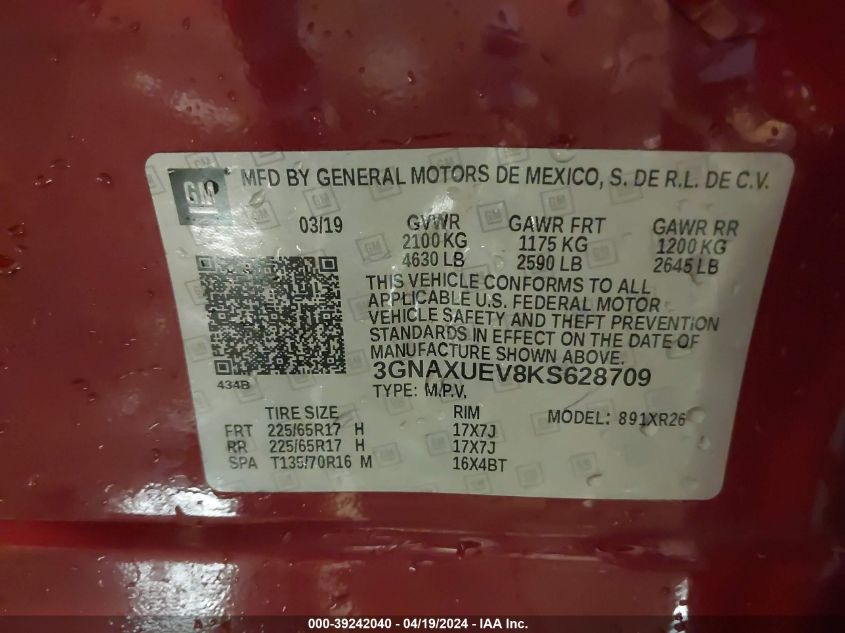 GM
MFD BY GENERAL MOTORS DE MEXICO, S. DE R.L. DE C.V.
03/19 GVWR GAWR FRT GAWR RR
2100 KG 1175 KG 1200 KG
4630 LB 2590 LB 2645 LB
THIS VEHICLE CONFORMS TO ALL
APPLICABLE U.S. FEDERAL MOTOR
VEHICLE SAFETY AND THEFT PREVENTION
STANDARDS IN EFFECT ON THE DATE OF
MANUFACTURE SHOWN ABOVE.
434B
3GNAXUEV8KS628709
TYPE: M.P.V.
TIRE SIZE RIM MODEL: 891XR26
FRT 225/65R17 H 17X7J
RR 225/65R17 H 17X7J
SPA T135/70R16 M 16X4BT
000-39242040 - 04/19/2024 - IAA Inc.